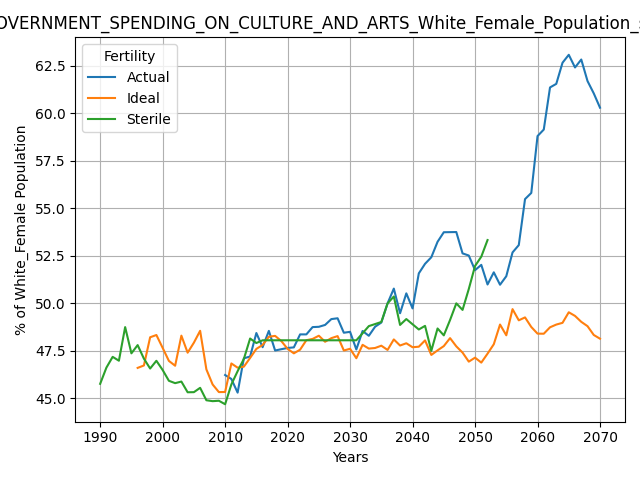 OVERNMENT_SPENDING_ON_CULTURE_AND_ARTS_White_Female_Population_
Fertility
Actual
Ideal
Sterile
% of White_Female Population
62.5
60.0
57.5
55.0
52.5
50.0
47.5
45.0
1990 2000 2010 2020 2030 2040 2050 2060 2070
Years